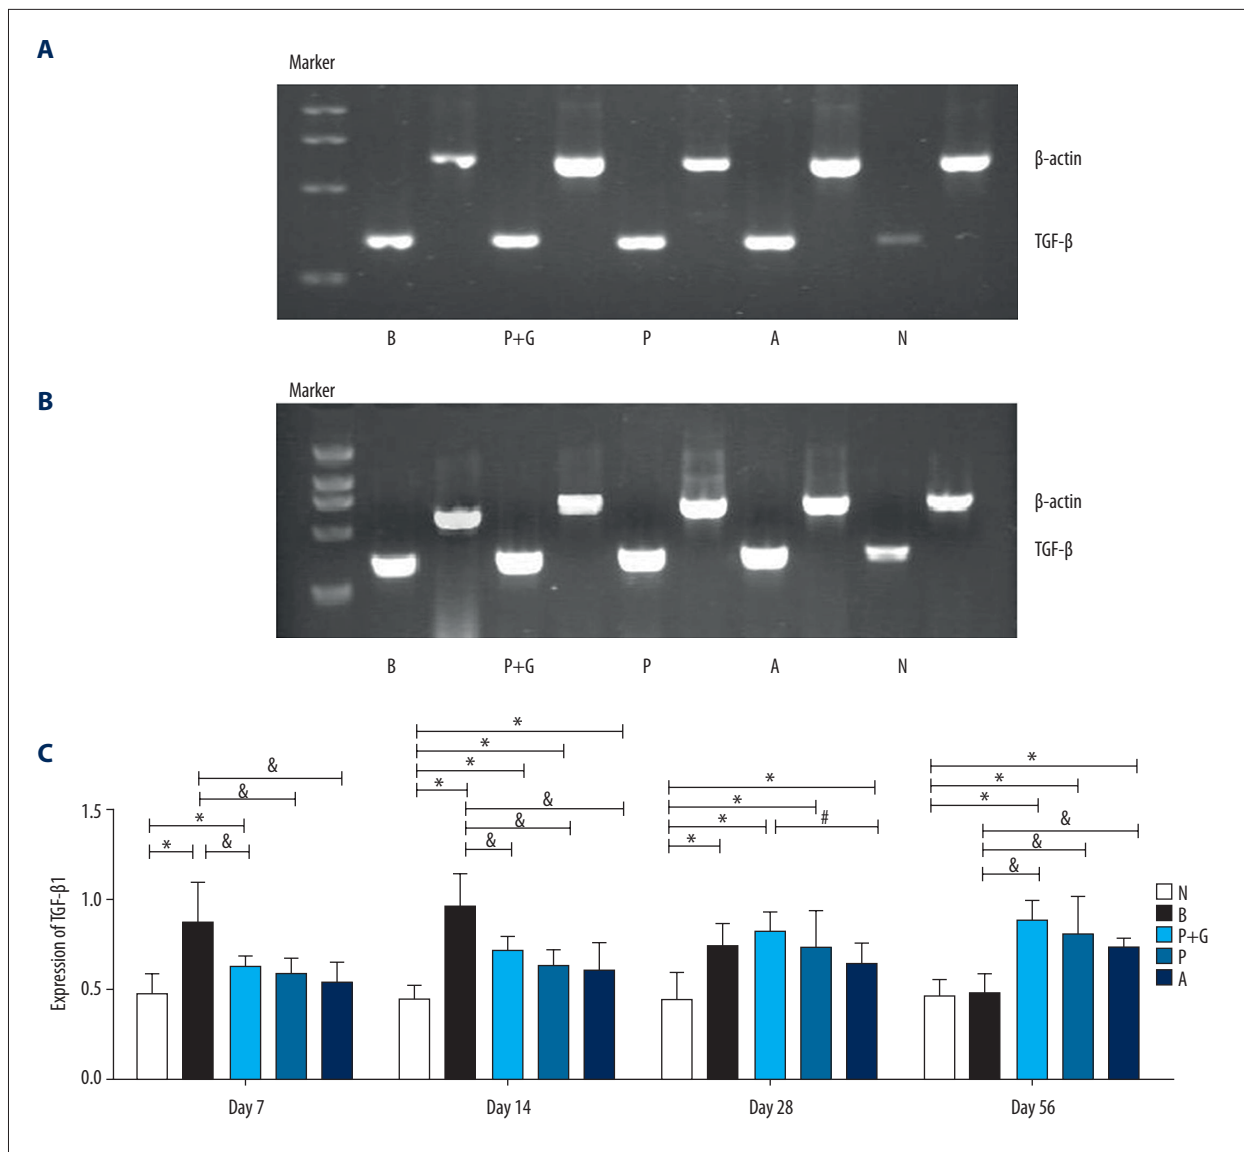 A
Marker
β-actin
TGF-β
B P+G P A N
B
Marker
β-actin
TGF-β
B P+G P A N
C
* & & * & *
* * * * & & &
* * * * #
* * * & & &
Expression of TGF-β1
1.5
1.0
0.5
0.0
Day 7 Day 14 Day 28 Day 56
N
B
P+G
P
A